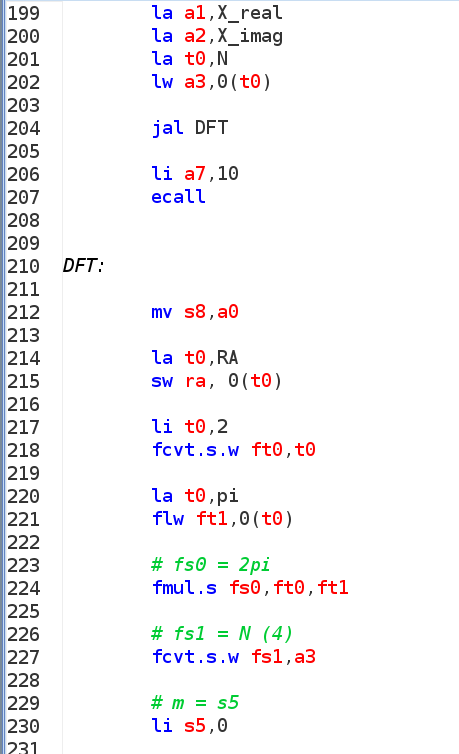 199 la a1,X_real
200 la a2,X_imag
201 la t0,N
202 lw a3,0(t0)
203
204 jal DFT
205
206 li a7,10
207 ecall
208
209
210 DFT:
211
212 mv s8,a0
213
214 la t0,RA
215 sw ra, 0(t0)
216
217 li t0,2
218 fcvt.s.w ft0,t0
219
220 la t0,pi
221 flw ft1,0(t0)
222
223 # fs0 = 2pi
224 fmul.s fs0,ft0,ft1
225
226 # fs1 = N (4)
227 fcvt.s.w fs1,a3
228
229 # m = s5
230 li s5,0
231